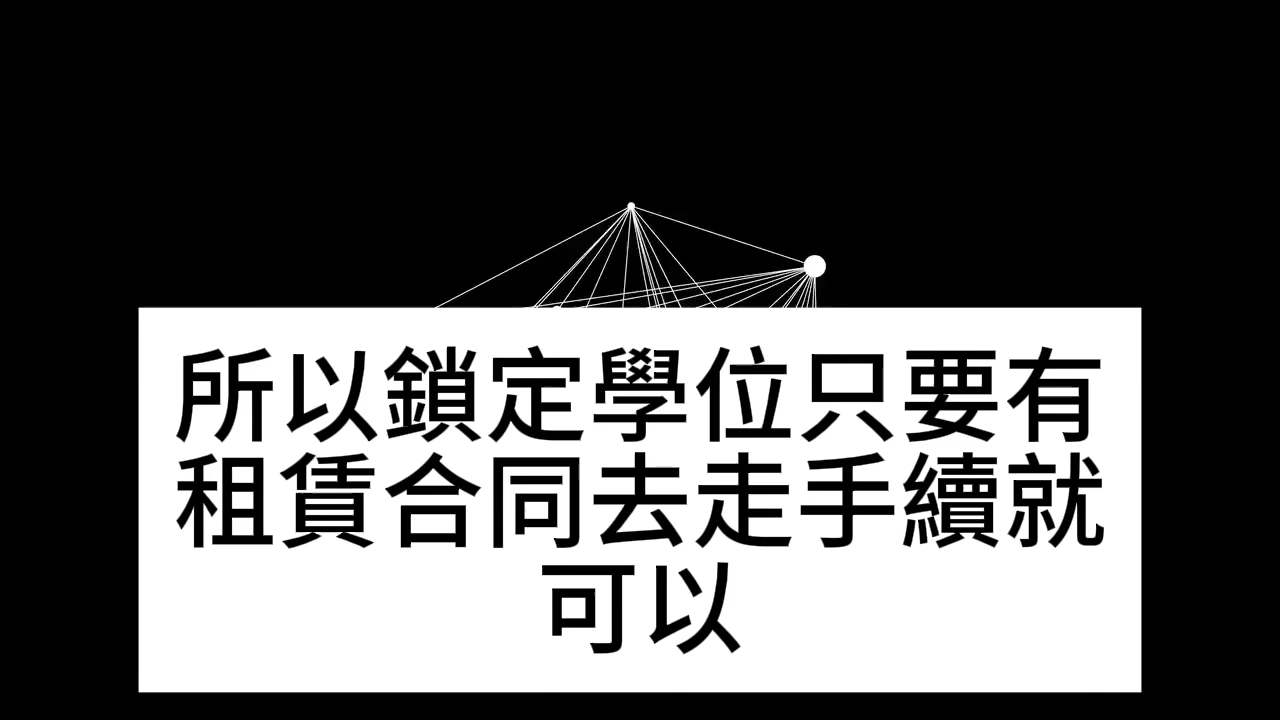 所以鎖定學位只要有
租賃合同去走手續就
可以